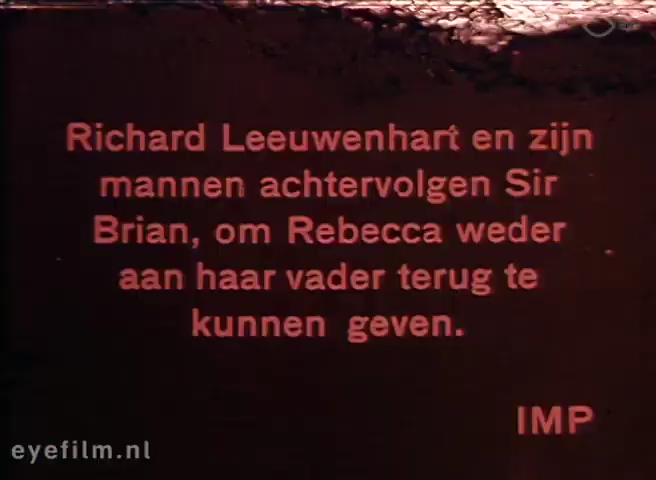 Richard Leeuwenhart en zijn
mannen achtervolgen Sir
Brian, om Rebecca weder
aan haar vader terug te
kunnen geven.
IMP
eyefilm.nl